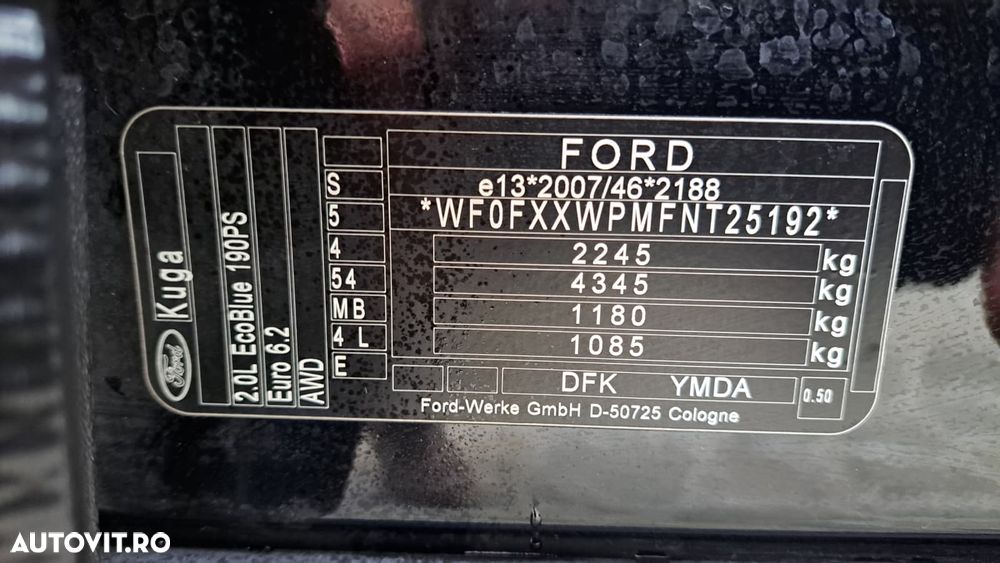 FORD
e13*2007/46*2188
*WF0FXXWPMFNT25192*
2245 kg
4345 kg
1180 kg
1085 kg
DFK YMDA
0.50
Ford-Werke GmbH D-50725 Cologne
S
5
4
54
MB
4 L
E
Ford Kuga
2.0L EcoBlue 190PS
Euro 6.2
AWD
AUTOVIT.RO